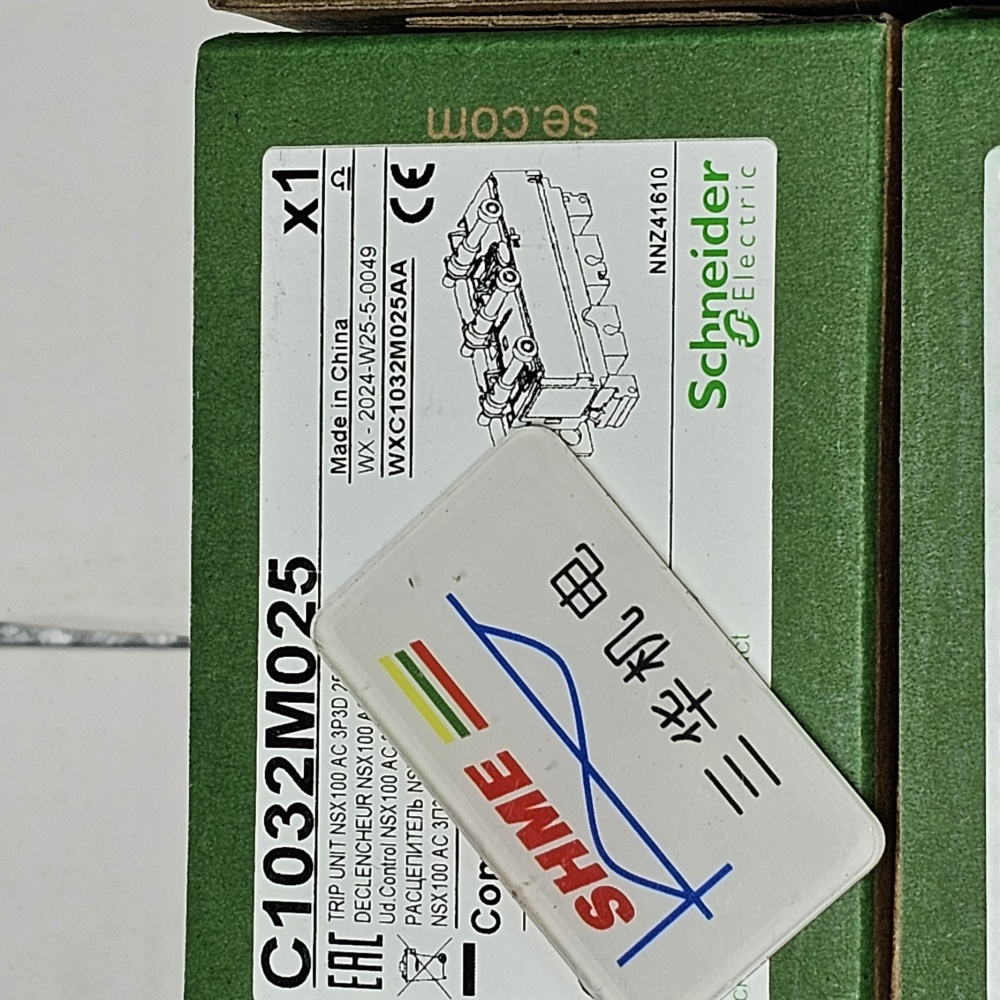 se.com
C1032M025
x1
TRIP UNIT NSX100 AC 3P3D
DECLENCHEUR NSX100
Ud.Control NSX100 AC
РАСЦЕПИТЕЛЬ
NSX100 AC
EAC
Made in China
WX - 2024-W25-5-0049
WXC1032M025AA
CE
NNZ41610
Schneider
Electric
SHME
三华机电